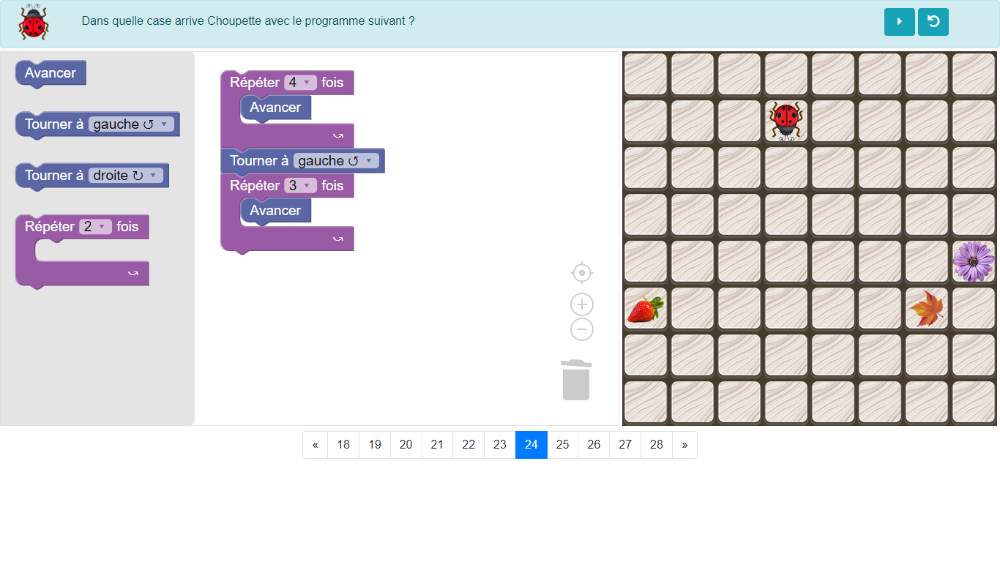 Dans quelle case arrive Choupette avec le programme suivant ?
Avancer
Tourner à gauche ↺ ▾
Tourner à droite ↻ ▾
Répéter 2 ▾ fois
Répéter 4 ▾ fois
Avancer
Tourner à gauche ↺ ▾
Répéter 3 ▾ fois
Avancer
« 18 19 20 21 22 23 24 25 26 27 28 »